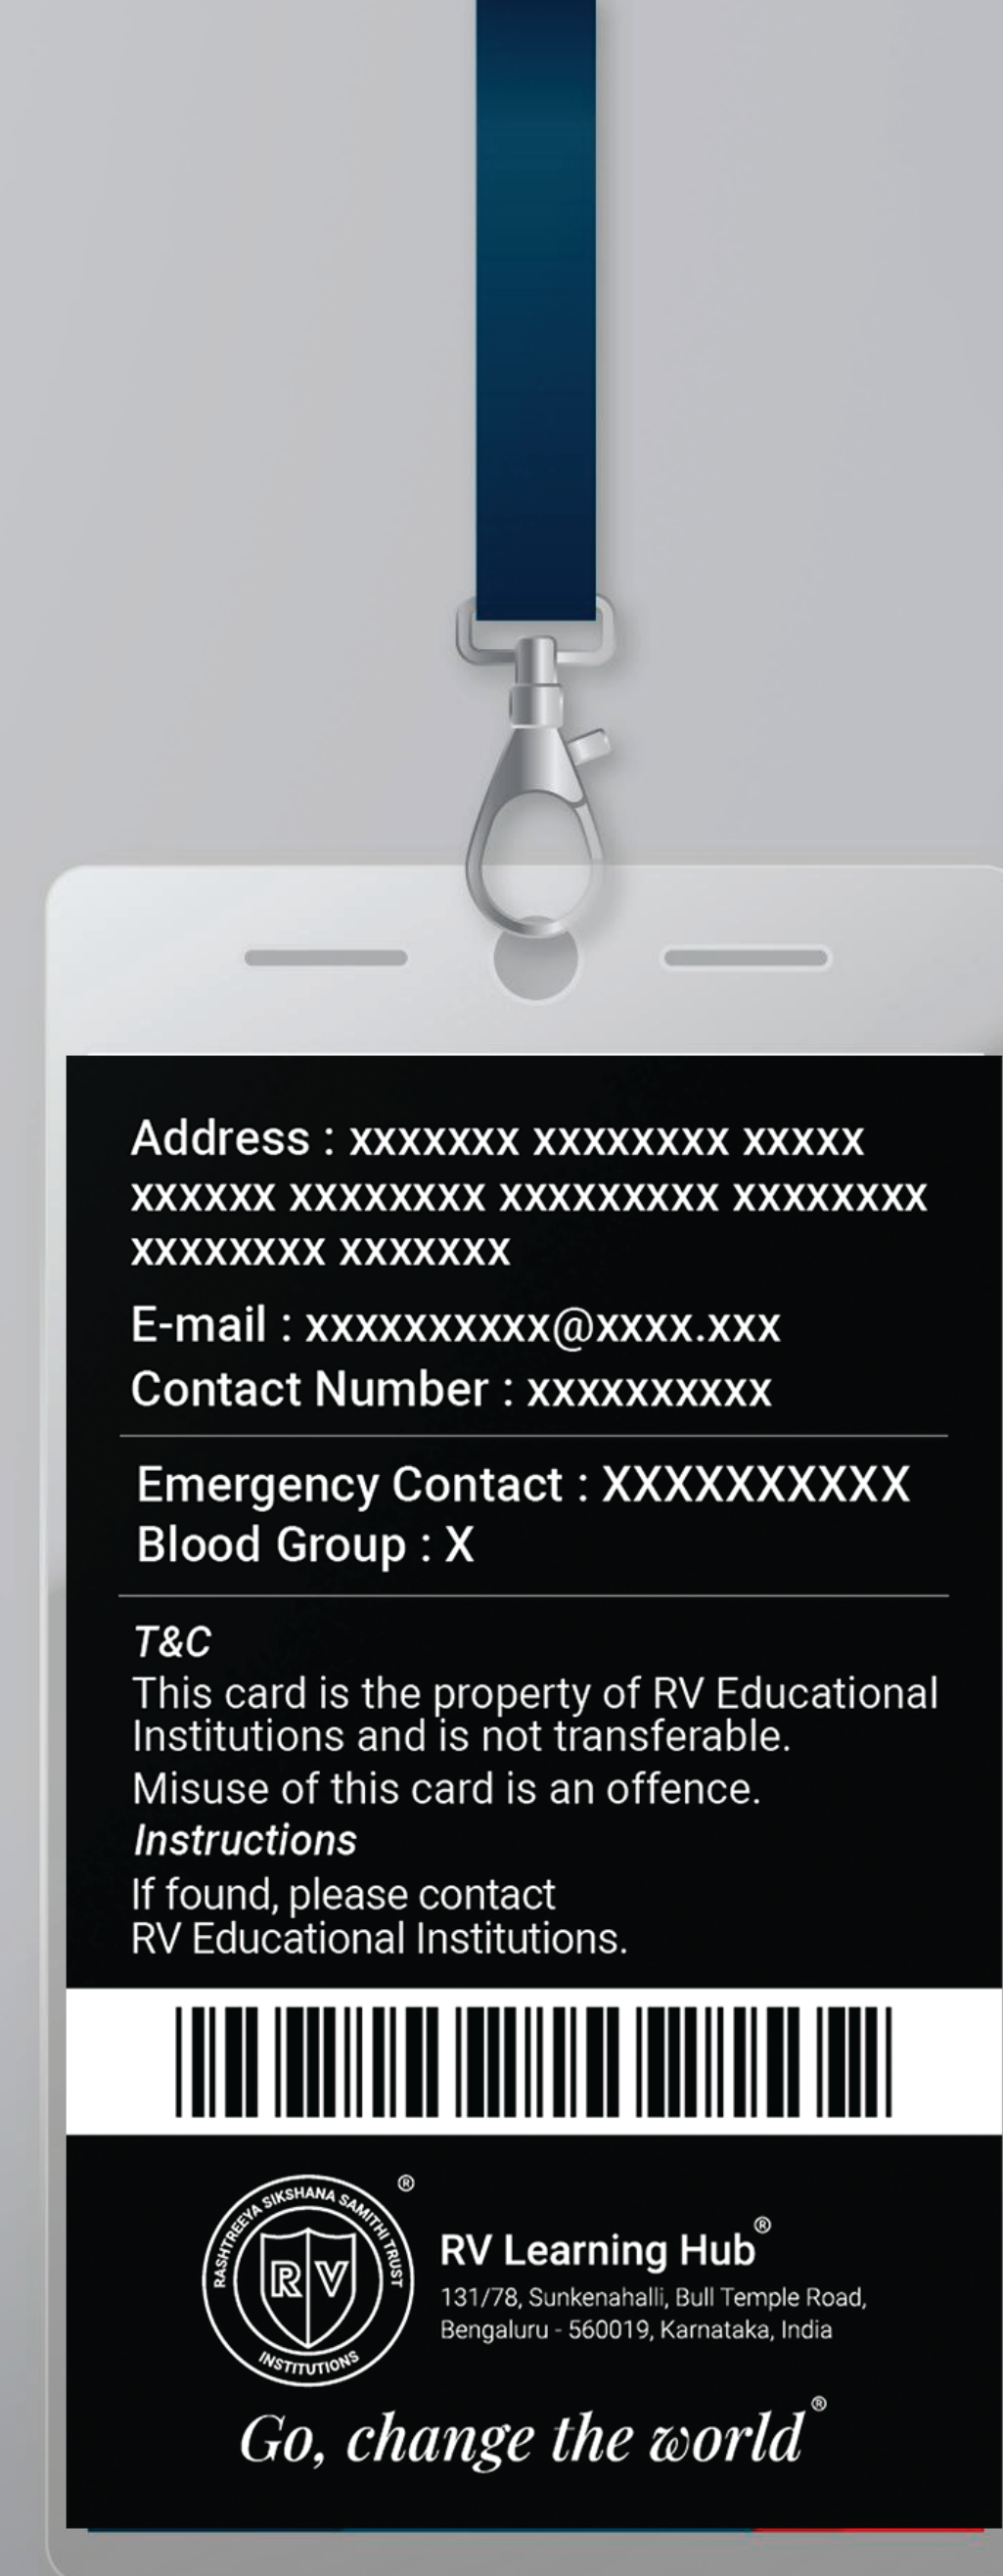 Address : xxxxxxx xxxxxxxx xxxxx
xxxxxx xxxxxxxx xxxxxxxxx xxxxxxxx
xxxxxxxx xxxxxxx
E-mail : xxxxxxxxxx@xxxx.xxx
Contact Number : xxxxxxxxxx
Emergency Contact : XXXXXXXXXX
Blood Group : X
T&C
This card is the property of RV Educational
Institutions and is not transferable.
Misuse of this card is an offence.
Instructions
If found, please contact
RV Educational Institutions.
RASHTREEYA SIKSHANA SAMITHI TRUST
RV
INSTITUTIONS
®
RV Learning Hub®
131/78, Sunkenahalli, Bull Temple Road,
Bengaluru - 560019, Karnataka, India
Go, change the world®